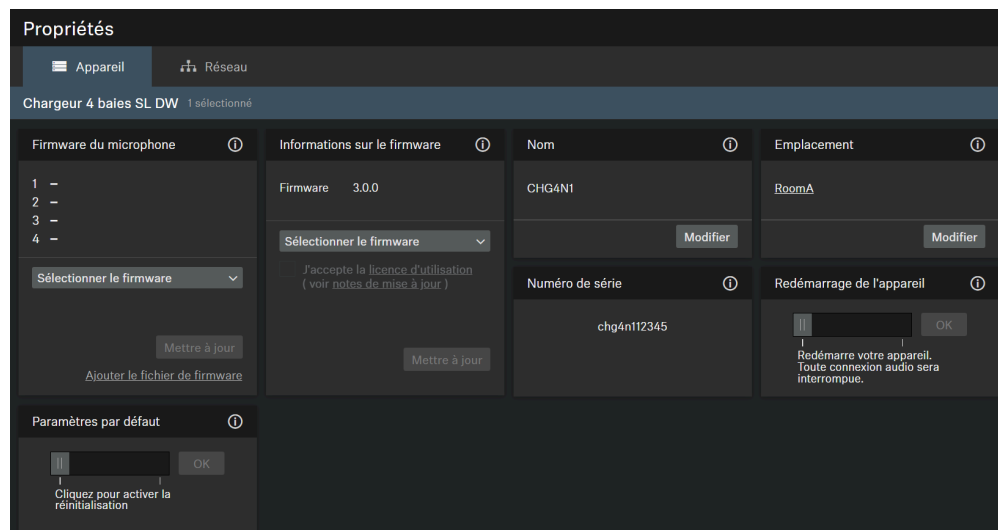 Propriétés
Appareil
Réseau
Chargeur 4 baies SL DW 1 sélectionné
Firmware du microphone
1 –
2 –
3 –
4 –
Sélectionner le firmware
Mettre à jour
Ajouter le fichier de firmware
Informations sur le firmware
Firmware 3.0.0
Sélectionner le firmware
J'accepte la licence d'utilisation
( voir notes de mise à jour )
Mettre à jour
Nom
CHG4N1
Modifier
Emplacement
RoomA
Modifier
Numéro de série
chg4n112345
Redémarrage de l'appareil
OK
Redémarre votre appareil.
Toute connexion audio sera
interrompue.
Paramètres par défaut
OK
Cliquez pour activer la
réinitialisation